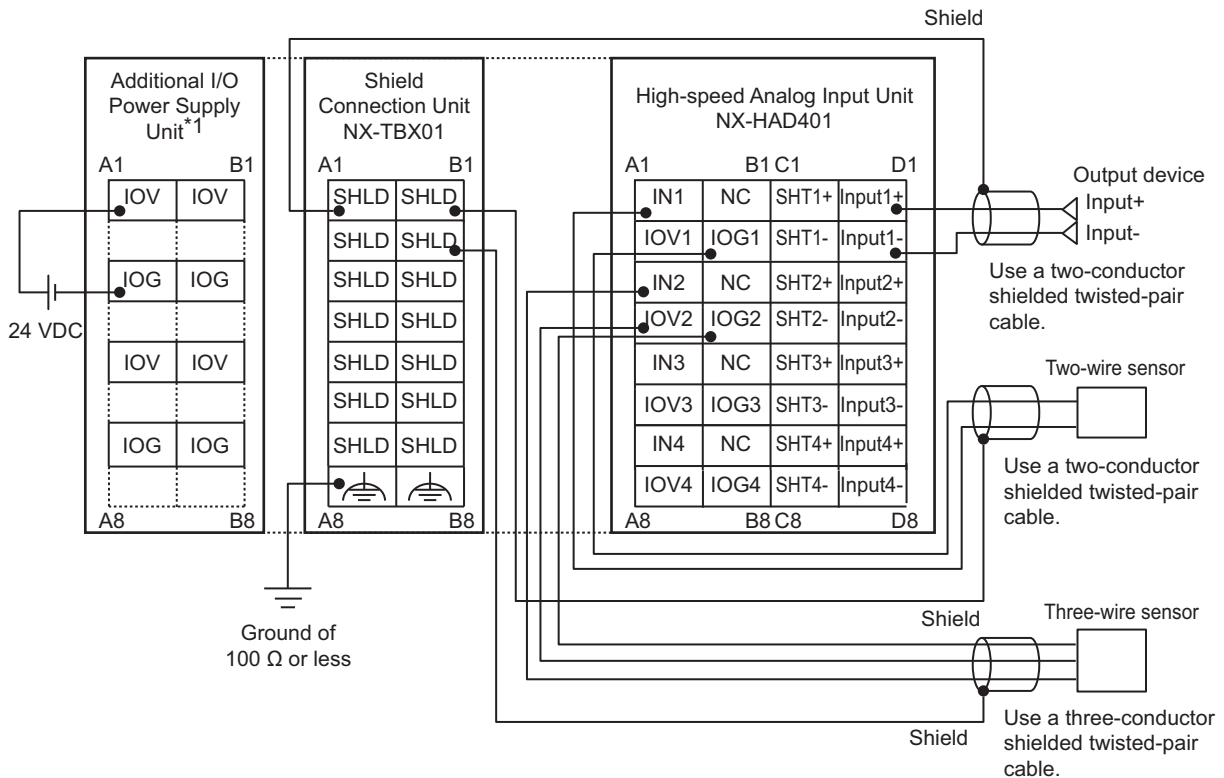 Shield
Additional I/O
Power Supply
Unit*1
A1 B1
IOV IOV
IOG IOG
IOV IOV
IOG IOG
A8 B8
24 VDC
Shield
Connection Unit
NX-TBX01
A1 B1
SHLD SHLD
SHLD SHLD
SHLD SHLD
SHLD SHLD
SHLD SHLD
SHLD SHLD
SHLD SHLD
A8 B8
Ground of
100 Ω or less
High-speed Analog Input Unit
NX-HAD401
A1 B1 C1 D1
IN1 NC SHT1+ Input1+
IOV1 IOG1 SHT1- Input1-
IN2 NC SHT2+ Input2+
IOV2 IOG2 SHT2- Input2-
IN3 NC SHT3+ Input3+
IOV3 IOG3 SHT3- Input3-
IN4 NC SHT4+ Input4+
IOV4 IOG4 SHT4- Input4-
A8 B8 C8 D8
Output device
Input+
Input-
Use a two-conductor
shielded twisted-pair
cable.
Two-wire sensor
Use a two-conductor
shielded twisted-pair
cable.
Shield
Three-wire sensor
Shield
Use a three-conductor
shielded twisted-pair
cable.